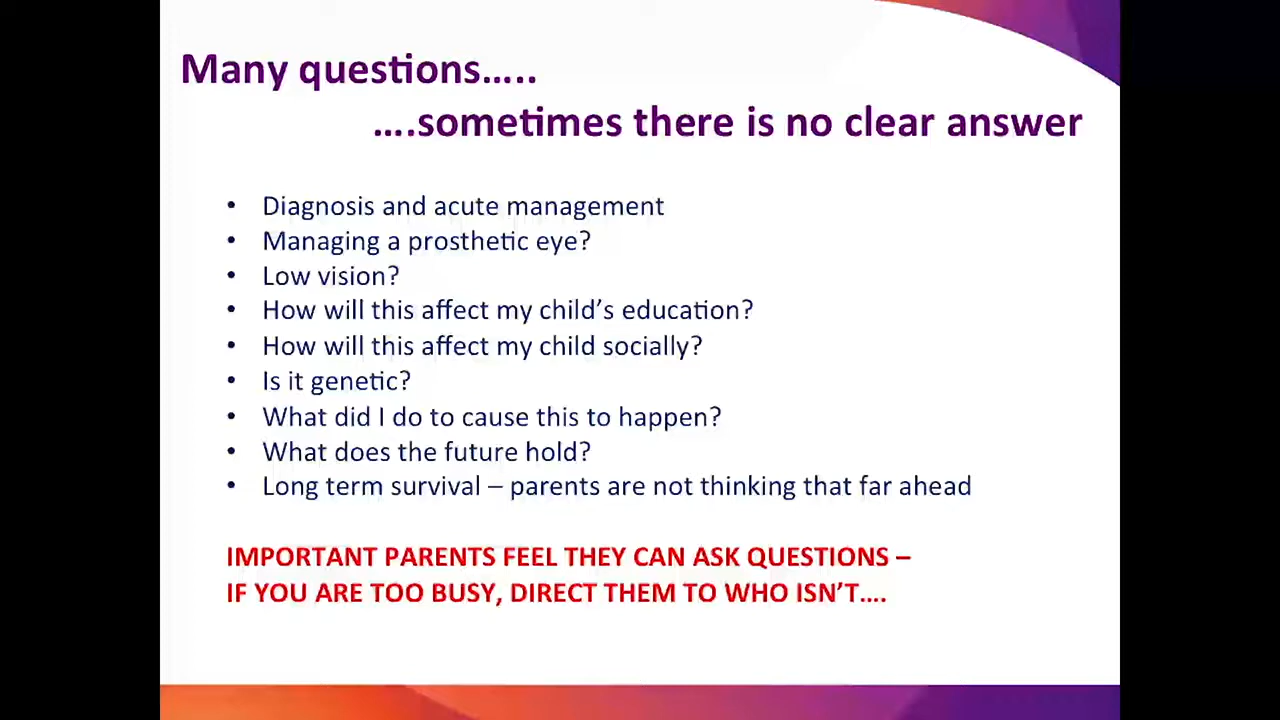 Many questions.....
....sometimes there is no clear answer
• Diagnosis and acute management
• Managing a prosthetic eye?
• Low vision?
• How will this affect my child’s education?
• How will this affect my child socially?
• Is it genetic?
• What did I do to cause this to happen?
• What does the future hold?
• Long term survival – parents are not thinking that far ahead
IMPORTANT PARENTS FEEL THEY CAN ASK QUESTIONS –
IF YOU ARE TOO BUSY, DIRECT THEM TO WHO ISN’T....